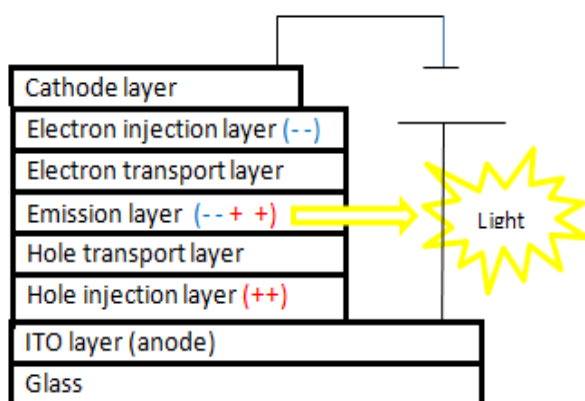 Cathode layer
Electron injection layer (--)
Electron transport layer
Emission layer (--+ +)
Light
Hole transport layer
Hole injection layer (++)
ITO layer (anode)
Glass